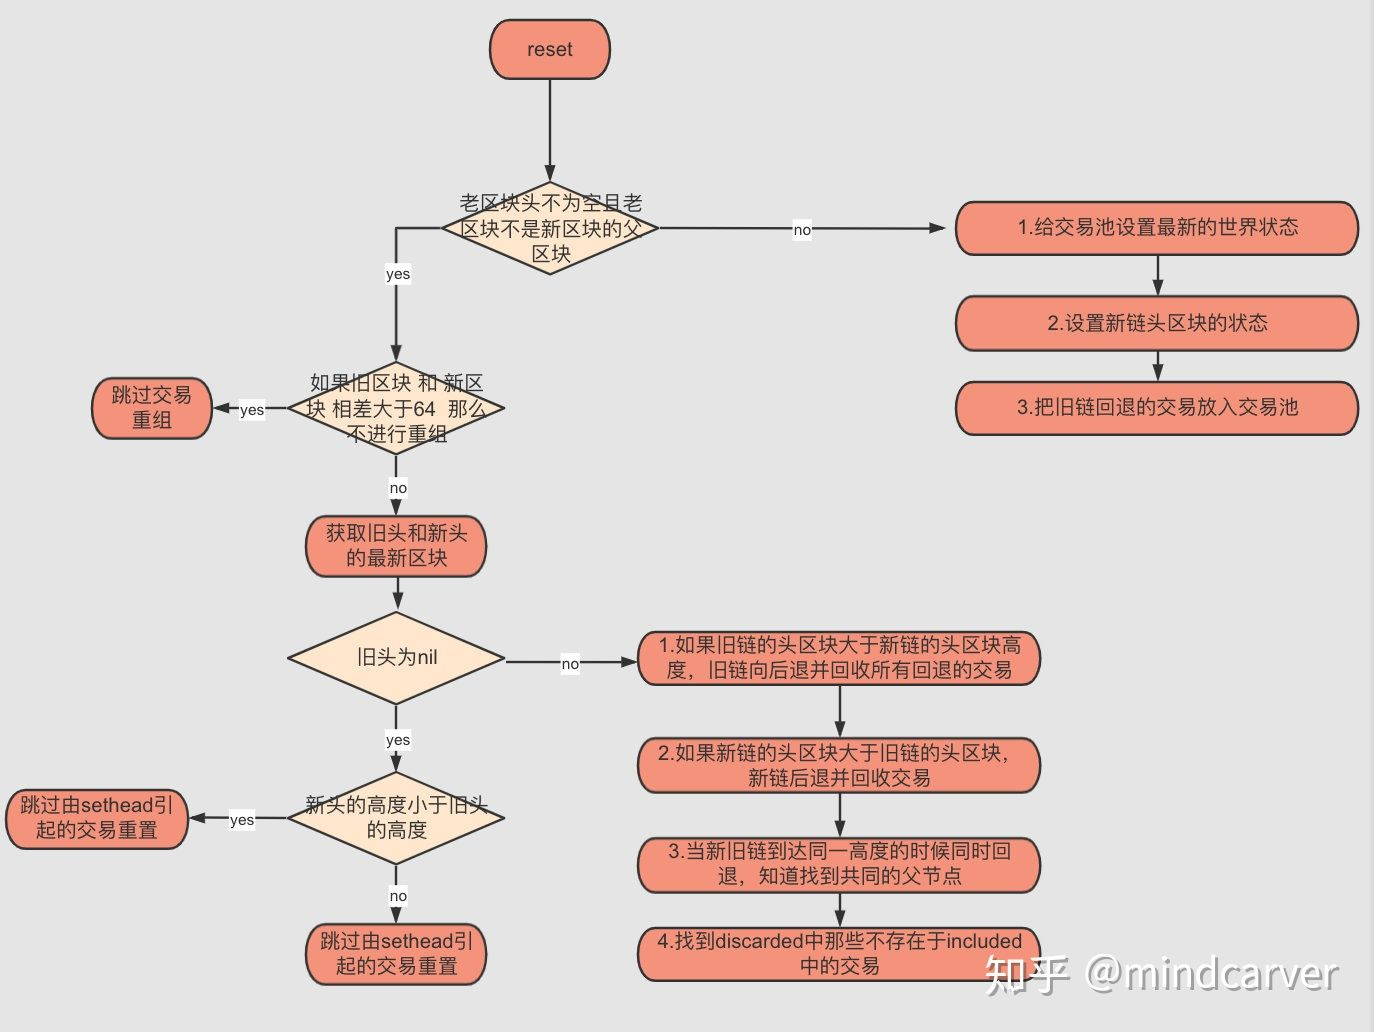 reset
老区块头不为空且老
区块不是新区块的父
区块
no
1.给交易池设置最新的世界状态
2.设置新链头区块的状态
3.把旧链回退的交易放入交易池
yes
如果旧区块 和 新区
块 相差大于64 那么
不进行重组
yes
跳过交易
重组
no
获取旧头和新头
的最新区块
旧头为nil
no
1.如果旧链的头区块大于新链的头区块高
度，旧链向后退并回收所有回退的交易
2.如果新链的头区块大于旧链的头区块，
新链后退并回收交易
3.当新旧链到达同一高度的时候同时回
退，知道找到共同的父节点
4.找到discarded中那些不存在于included
中的交易
yes
新头的高度小于旧头
的高度
yes
跳过由sethead引
起的交易重置
no
跳过由sethead引
起的交易重置
知乎 @mindcarver